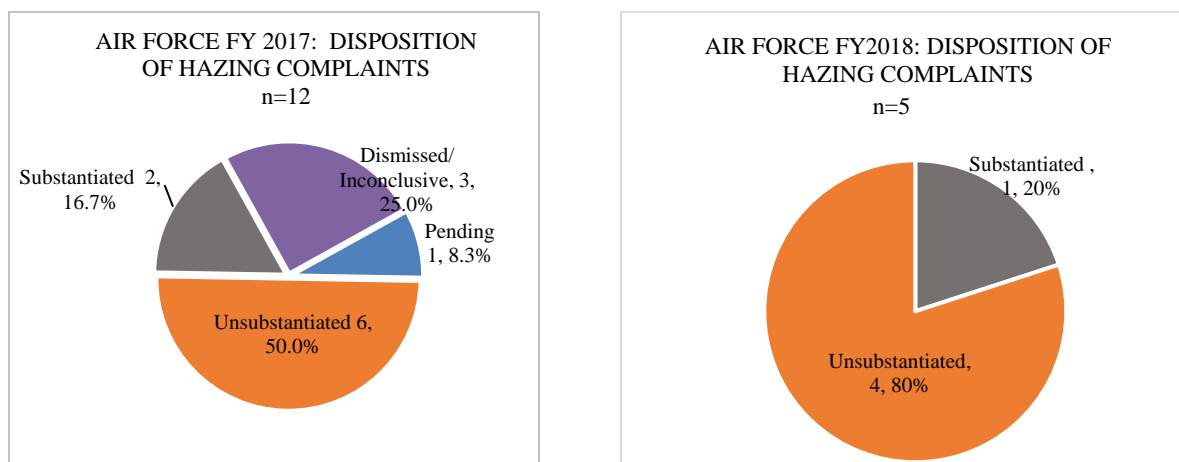 AIR FORCE FY 2017:  DISPOSITION
OF HAZING COMPLAINTS
n=12
Substantiated  2,
16.7%
Dismissed/
Inconclusive, 3,
25.0%
Pending
1, 8.3%
Unsubstantiated 6,
50.0%
AIR FORCE FY2018: DISPOSITION OF
HAZING COMPLAINTS
n=5
Substantiated ,
1, 20%
Unsubstantiated,
4, 80%